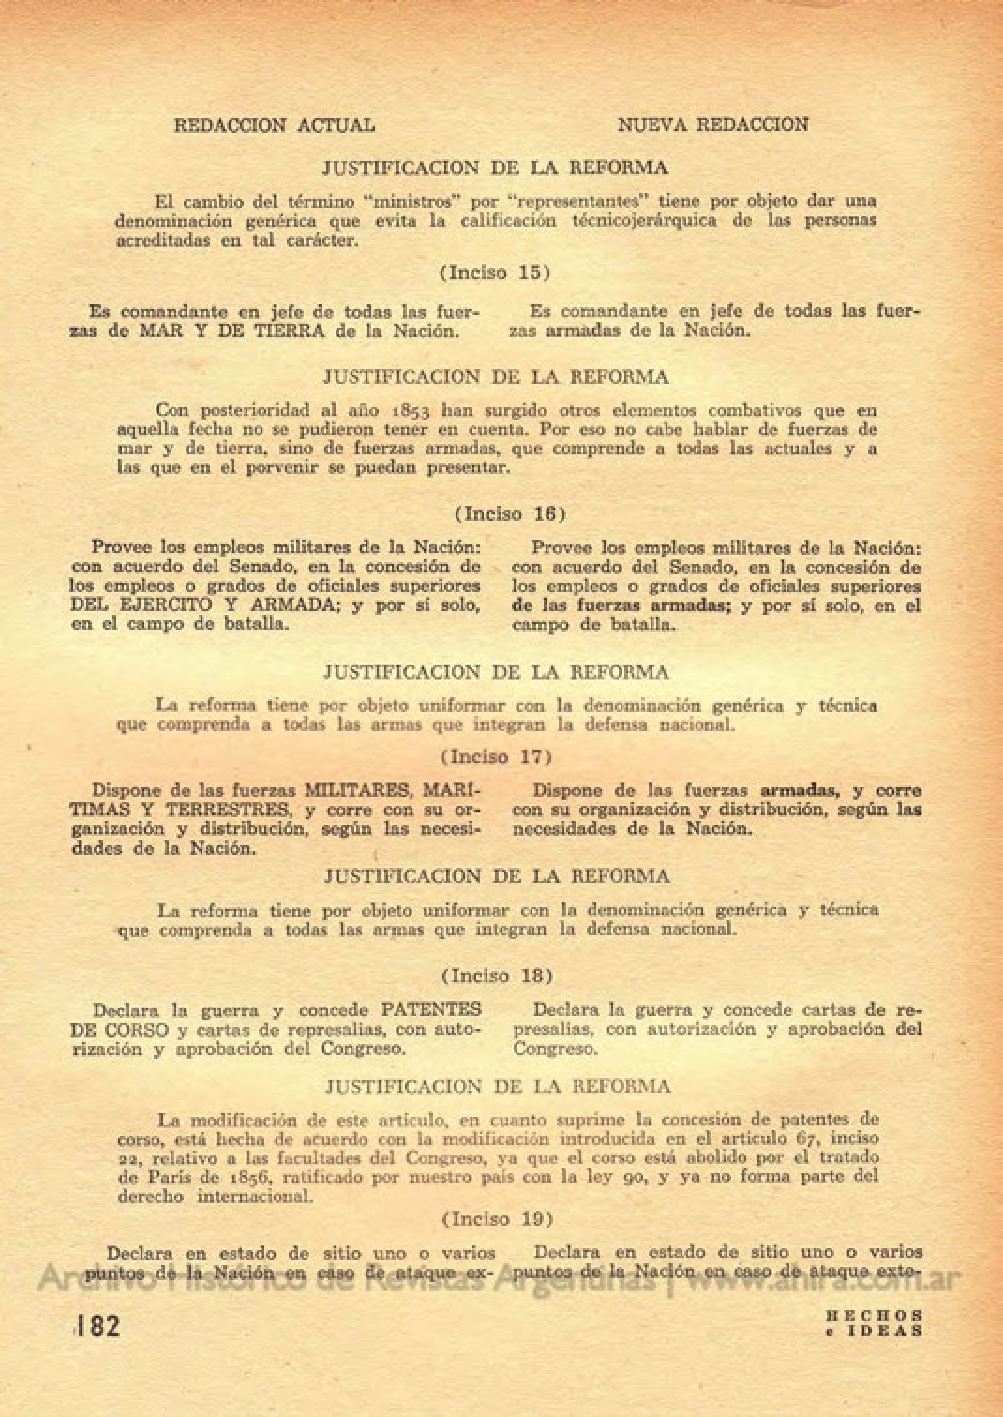 REDACCION ACTUAL
NUEVA REDACCION
JUSTIFICACION DE LA REFORMA
El cambio del término "ministros" por "representantes" tiene por objeto dar una
denominación genérica que evita la calificación técnicojerárquica de las personas
acreditadas en tal carácter.
(Inciso 15)
Es comandante en jefe de todas las fuer-
zas de MAR Y DE TIERRA de la Nación.
Es comandante en jefe de todas las fuer-
zas armadas de la Nación.
JUSTIFICACION DE LA REFORMA
Con posterioridad al año 1853 han surgido otros elementos combativos que en
aquella fecha no se pudieron tener en cuenta. Por eso no cabe hablar de fuerzas de
mar y de tierra, sino de fuerzas armadas, que comprende a todas las actuales y a
las que en el porvenir se puedan presentar.
(Inciso 16)
Provee los empleos militares de la Nación:
con acuerdo del Senado, en la concesión de
los empleos o grados de oficiales superiores
DEL EJERCITO Y ARMADA; y por sí solo,
en el campo de batalla.
Provee los empleos militares de la Nación:
con acuerdo del Senado, en la concesión de
los empleos o grados de oficiales superiores
de las fuerzas armadas; y por sí solo, en el
campo de batalla.
JUSTIFICACION DE LA REFORMA
La reforma tiene por objeto uniformar con la denominación genérica y técnica
que comprenda a todas las armas que integran la defensa nacional.
(Inciso 17)
Dispone de las fuerzas MILITARES, MARÍ-
TIMAS Y TERRESTRES, y corre con su or-
ganización y distribución, según las necesi-
dades de la Nación.
Dispone de las fuerzas armadas, y corre
con su organización y distribución, según las
necesidades de la Nación.
JUSTIFICACION DE LA REFORMA
La reforma tiene por objeto uniformar con la denominación genérica y técnica
que comprenda a todas las armas que integran la defensa nacional.
(Inciso 18)
Declara la guerra y concede PATENTES
DE CORSO y cartas de represalias, con auto-
rización y aprobación del Congreso.
Declara la guerra y concede cartas de re-
presalias, con autorización y aprobación del
Congreso.
JUSTIFICACION DE LA REFORMA
La modificación de este artículo, en cuanto suprime la concesión de patentes de
corso, está hecha de acuerdo con la modificación introducida en el artículo 67, inciso
22, relativo a las facultades del Congreso, ya que el corso está abolido por el tratado
de París de 1856, ratificado por nuestro país con la ley 90, y ya no forma parte del
derecho internacional.
(Inciso 19)
Declara en estado de sitio uno o varios
puntos de la Nación en caso de ataque ex-
Declara en estado de sitio uno o varios
puntos de la Nación en caso de ataque exte-
Archivo Histórico de Revistas Argentinas | www.ahira.com.ar
182
HECHOS
e IDEAS